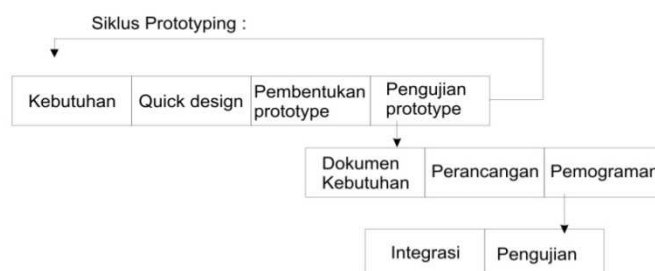 Siklus Prototyping :
Kebutuhan
Quick design
Pembentukan
prototype
Pengujian
prototype
Dokumen
Kebutuhan
Perancangan
Pemograman
Integrasi
Pengujian